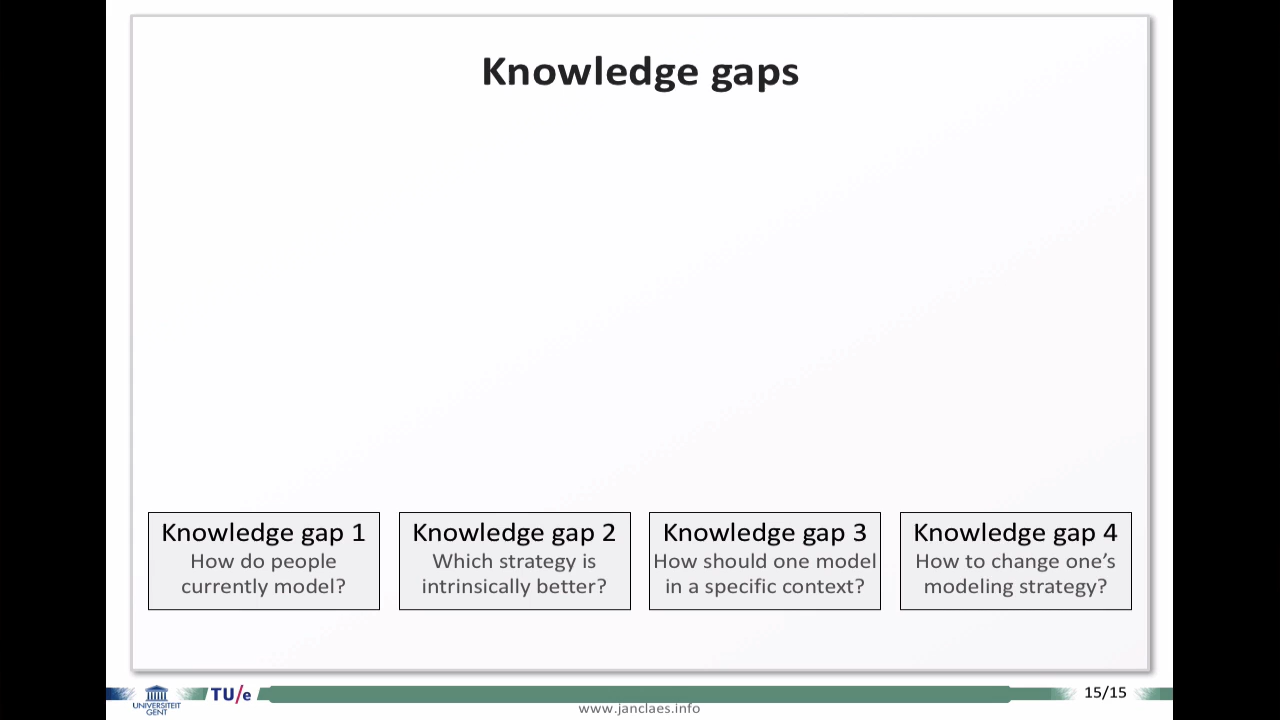 Knowledge gaps
Knowledge gap 1
How do people
currently model?
Knowledge gap 2
Which strategy is
intrinsically better?
Knowledge gap 3
How should one model
in a specific context?
Knowledge gap 4
How to change one’s
modeling strategy?
UNIVERSITEIT
GENT
TU/e
15/15
www.janclaes.info